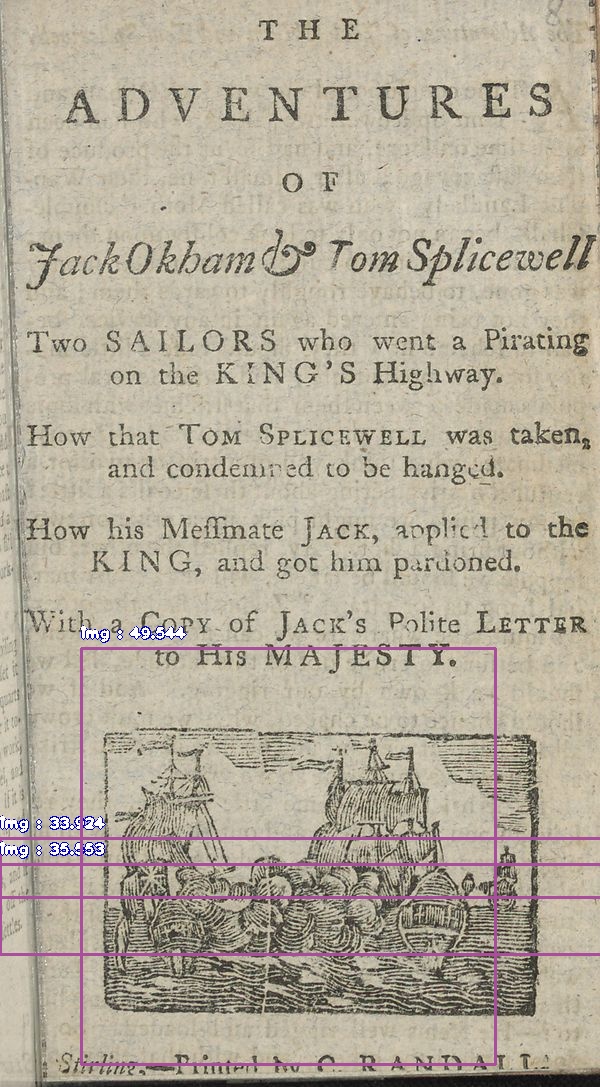 THE
ADVENTURES
OF
Jack Okham & Tom Splicewell
Two SAILORS who went a Pirating
on the KING'S Highway.
How that TOM SPLICEWELL was taken,
and condemned to be hanged.
How his Meſſmate JACK, applied to the
KING, and got him pardoned.
With a COPY of JACK'S Polite LETTER
Img : 49.544
to His MAJESTY.
Img : 33.924
Img : 35.853
Stirling,—Printed by C. RANDALL.